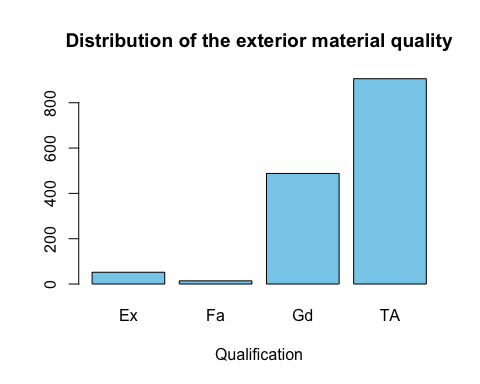 Distribution of the exterior material quality
800
600
400
200
0
Ex Fa Gd TA
Qualification